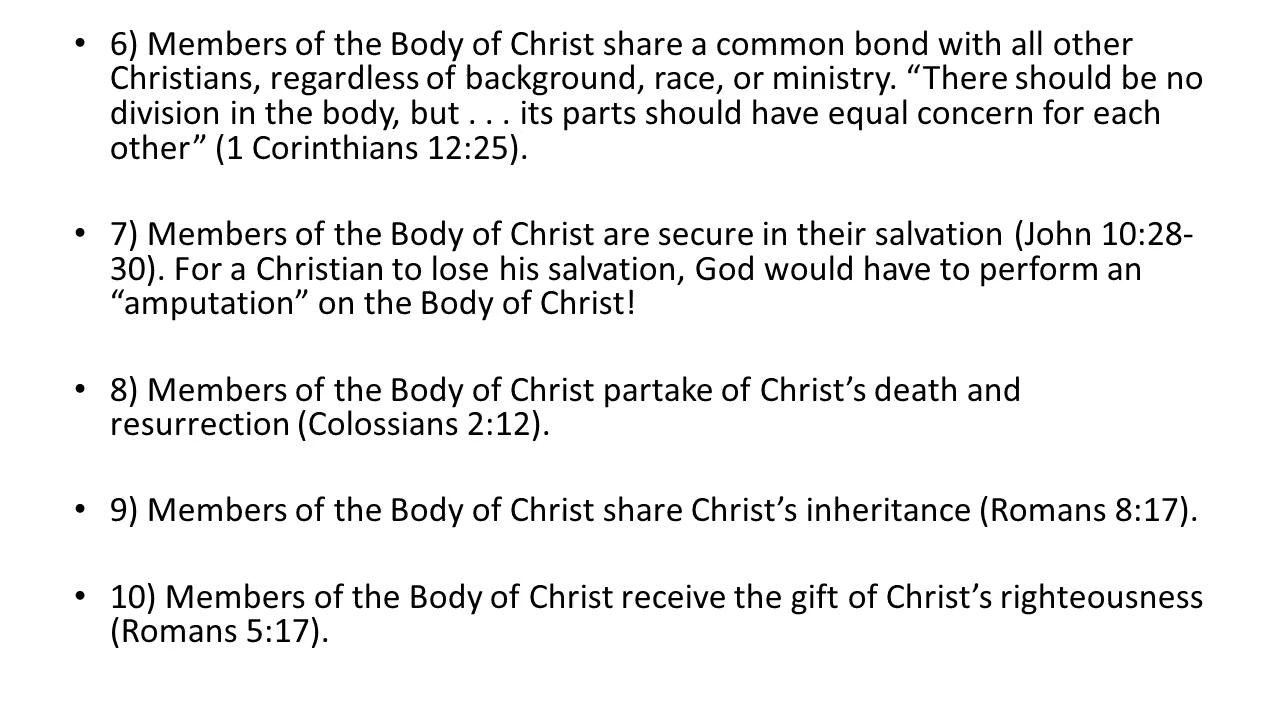 • 6) Members of the Body of Christ share a common bond with all other
Christians, regardless of background, race, or ministry. “There should be no
division in the body, but . . . its parts should have equal concern for each
other” (1 Corinthians 12:25).
• 7) Members of the Body of Christ are secure in their salvation (John 10:28-
30). For a Christian to lose his salvation, God would have to perform an
“amputation” on the Body of Christ!
• 8) Members of the Body of Christ partake of Christ’s death and
resurrection (Colossians 2:12).
• 9) Members of the Body of Christ share Christ’s inheritance (Romans 8:17).
• 10) Members of the Body of Christ receive the gift of Christ’s righteousness
(Romans 5:17).